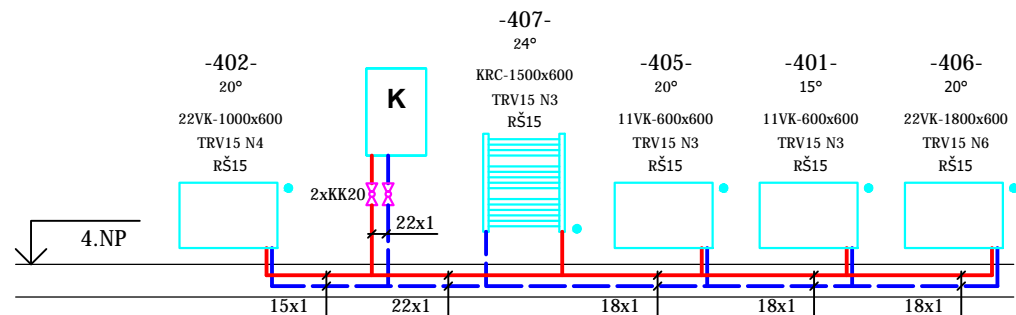 -402-
20°
22VK-1000x600
TRV15 N4
RŠ15
K
2xKK20
22x1
-407-
24°
KRC-1500x600
TRV15 N3
RŠ15
-405-
20°
11VK-600x600
TRV15 N3
RŠ15
-401-
15°
11VK-600x600
TRV15 N3
RŠ15
-406-
20°
22VK-1800x600
TRV15 N6
RŠ15
4.NP
15x1
22x1
18x1
18x1
18x1